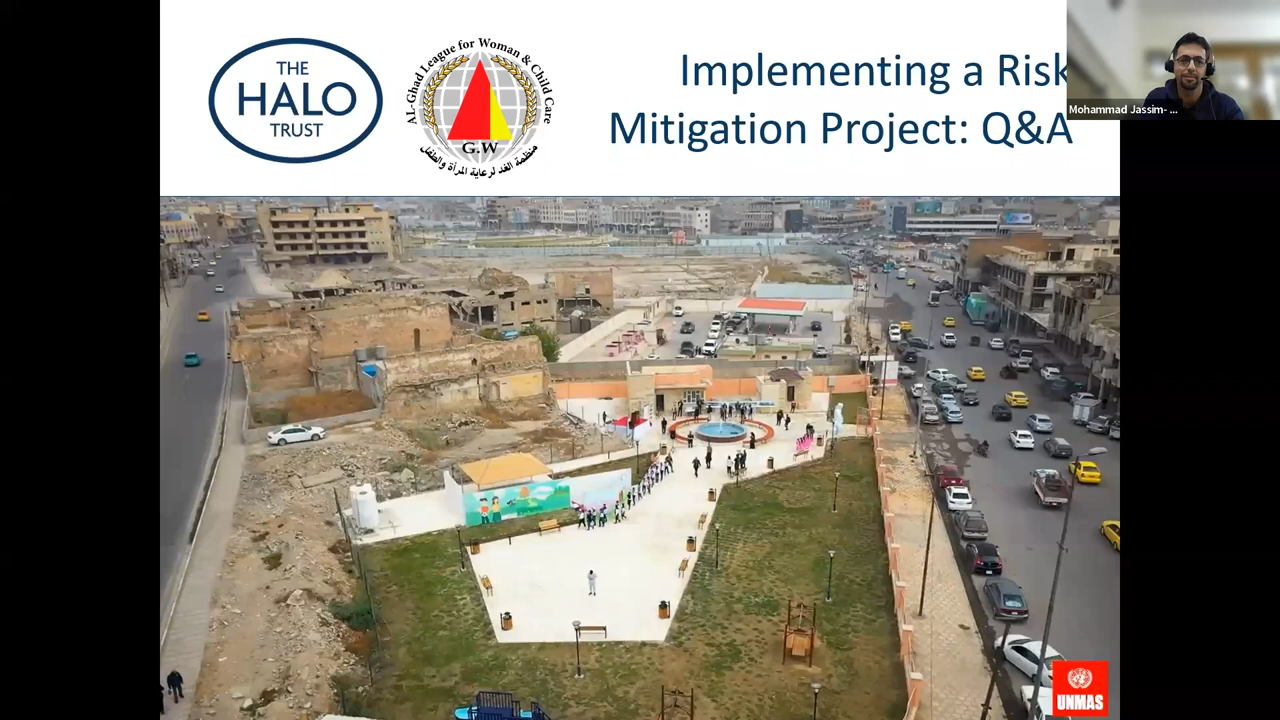 THE
HALO
TRUST
AL-Ghad League for Woman & Child Care
G.W
منظمة الغد لرعاية المرأة والطفل
Implementing a Risk
Mitigation Project: Q&A
Mohammad Jassim- ...
UNMAS